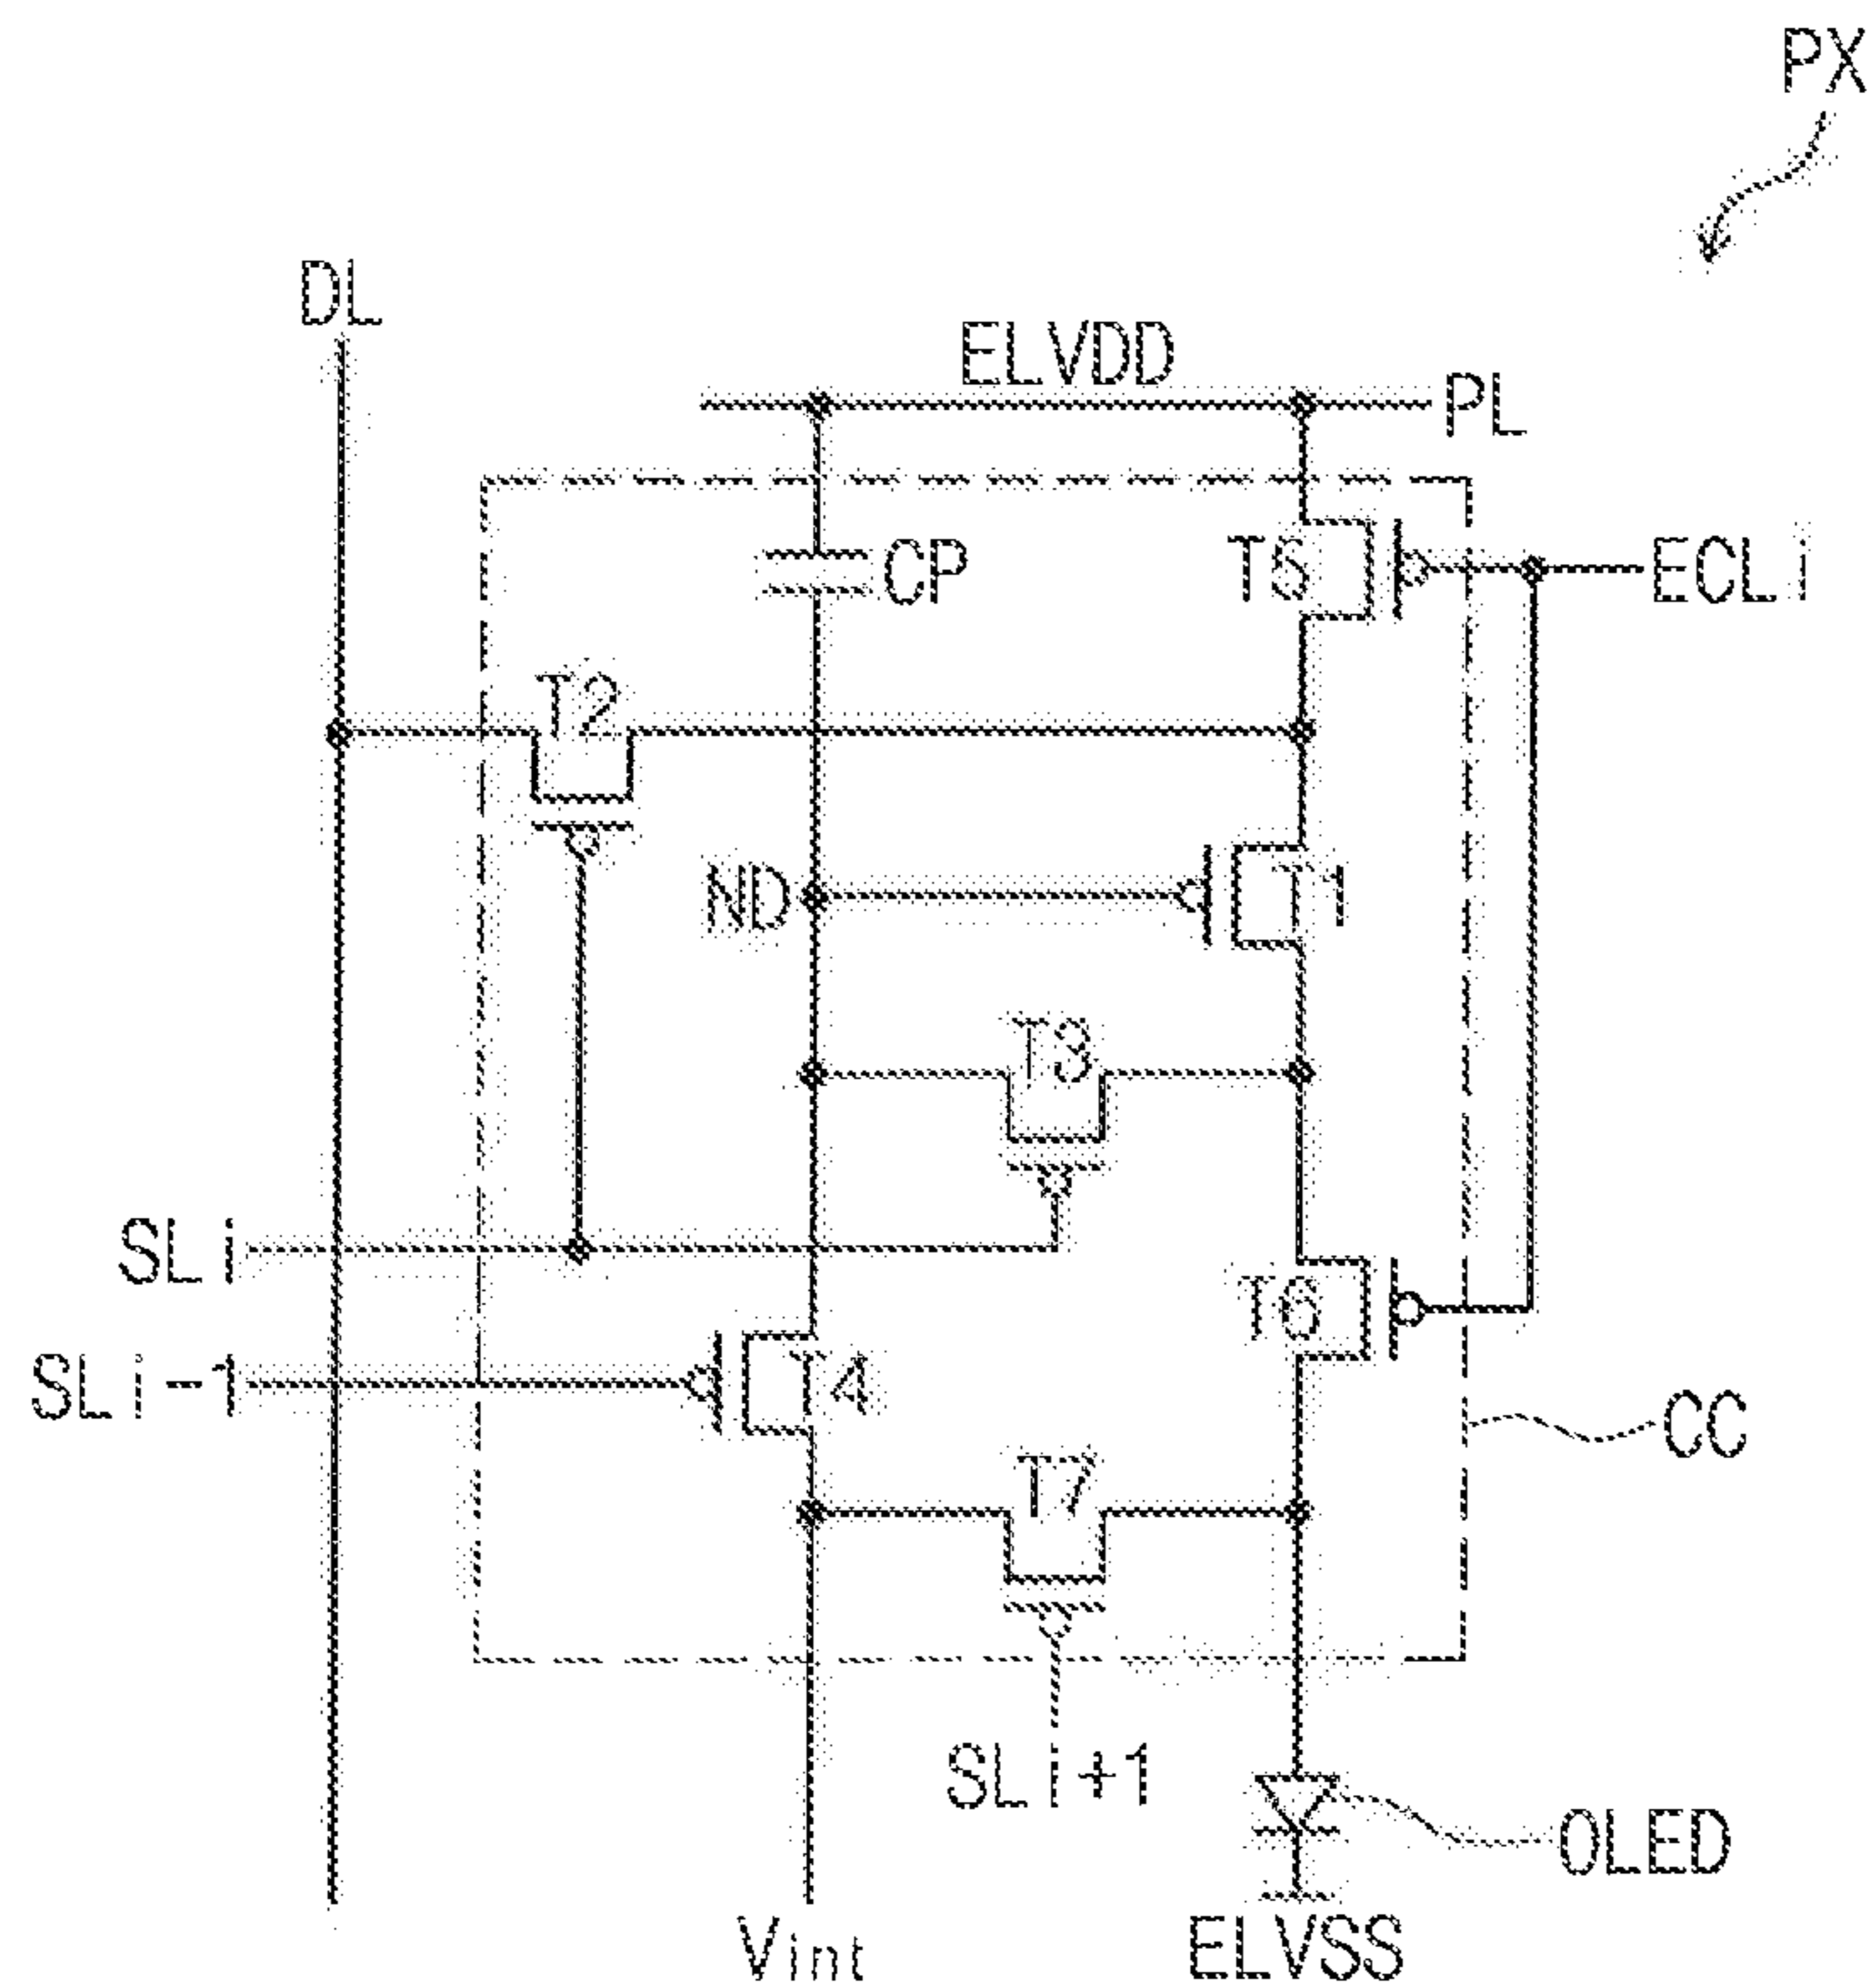 PX
DL
ELVDD
PL
CP
T5
ECLi
T2
ND
T1
T3
SLi
T6
SLi-1
T4
CC
T7
SLi+1
OLED
Vint
ELVSS